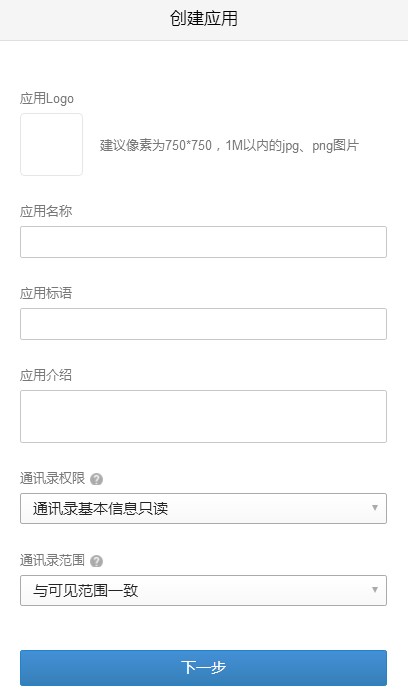 创建应用
应用Logo
建议像素为750*750，1M以内的jpg、png图片
应用名称
应用标语
应用介绍
通讯录权限 ?
通讯录基本信息只读
通讯录范围 ?
与可见范围一致
下一步